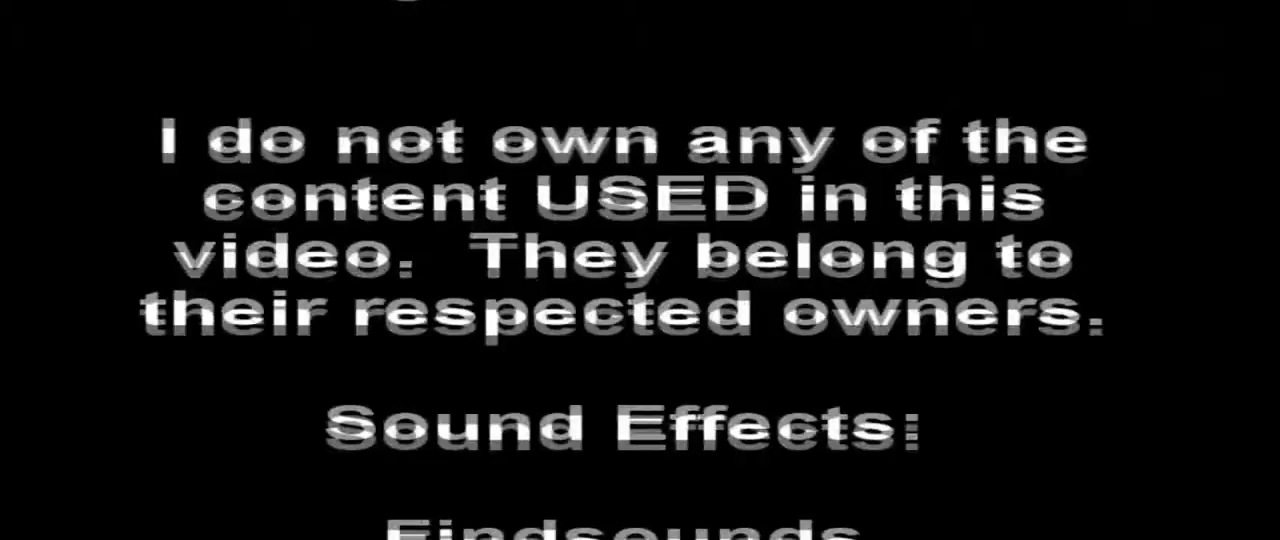 I do not own any of the
content USED in this
video. They belong to
their respected owners.
Sound Effects:
Findsounds